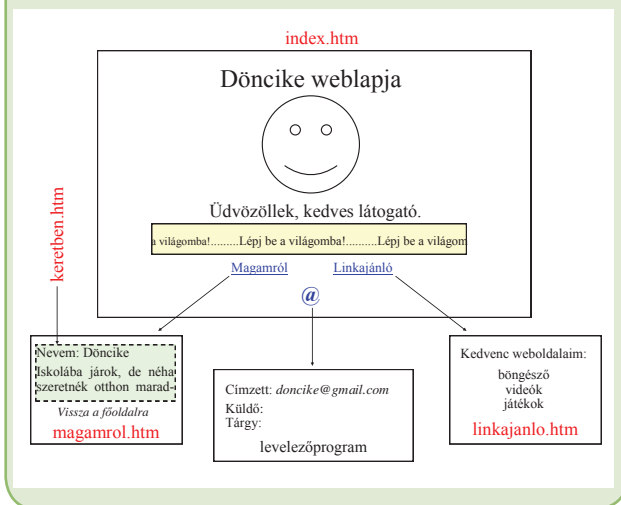 index.htm
Döncike weblapja
Üdvözöllek, kedves látogató.
a világomba!.........Lépj be a világomba!..........Lépj be a világom
Magamról Linkajánló
@
keretben.htm
Nevem: Döncike
Iskolába járok, de néha
szeretnék otthon marad-
Vissza a főoldalra
magamrol.htm
Címzett: doncike@gmail.com
Küldő:
Tárgy:
levelezőprogram
Kedvenc weboldalaim:
böngésző
videók
játékok
linkajanlo.htm